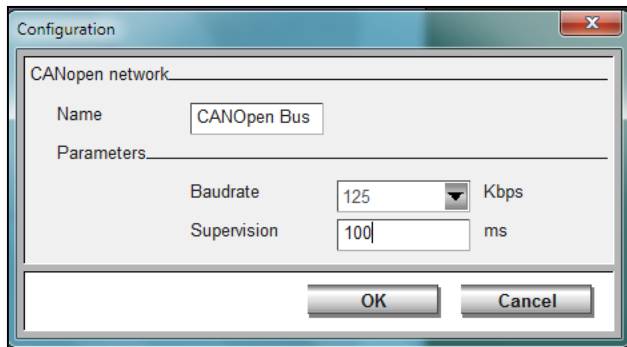 Configuration
CANopen network
Name CANOpen Bus
Parameters
Baudrate 125 Kbps
Supervision 100 ms
OK Cancel